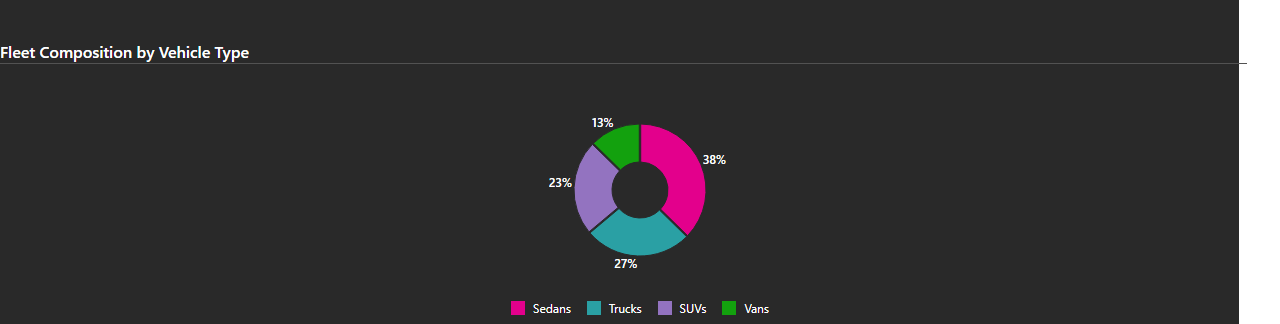 Fleet Composition by Vehicle Type
13%
38%
23%
27%
Sedans Trucks SUVs Vans